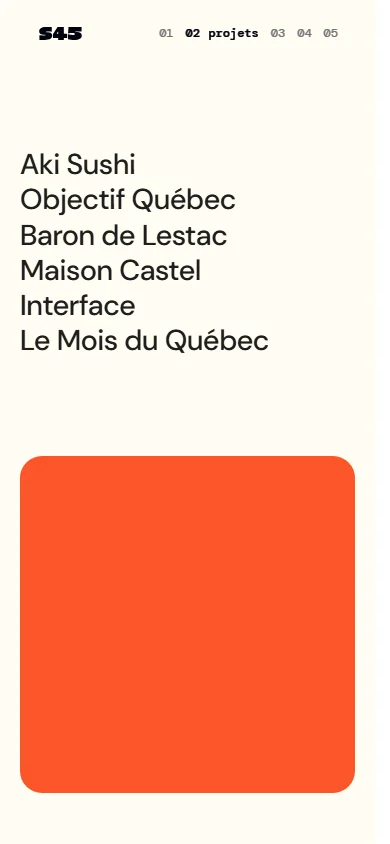 S45
01 02 projets 03 04 05
Aki Sushi
Objectif Québec
Baron de Lestac
Maison Castel
Interface
Le Mois du Québec